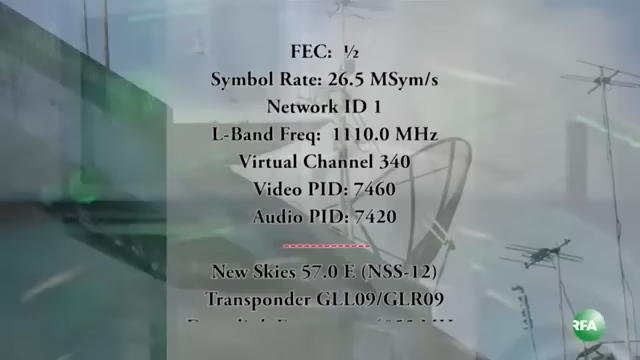 FEC: ½
Symbol Rate: 26.5 MSym/s
Network ID 1
L-Band Freq: 1110.0 MHz
Virtual Channel 340
Video PID: 7460
Audio PID: 7420
New Skies 57.0 E (NSS-12)
Transponder GLL09/GLR09
RFA